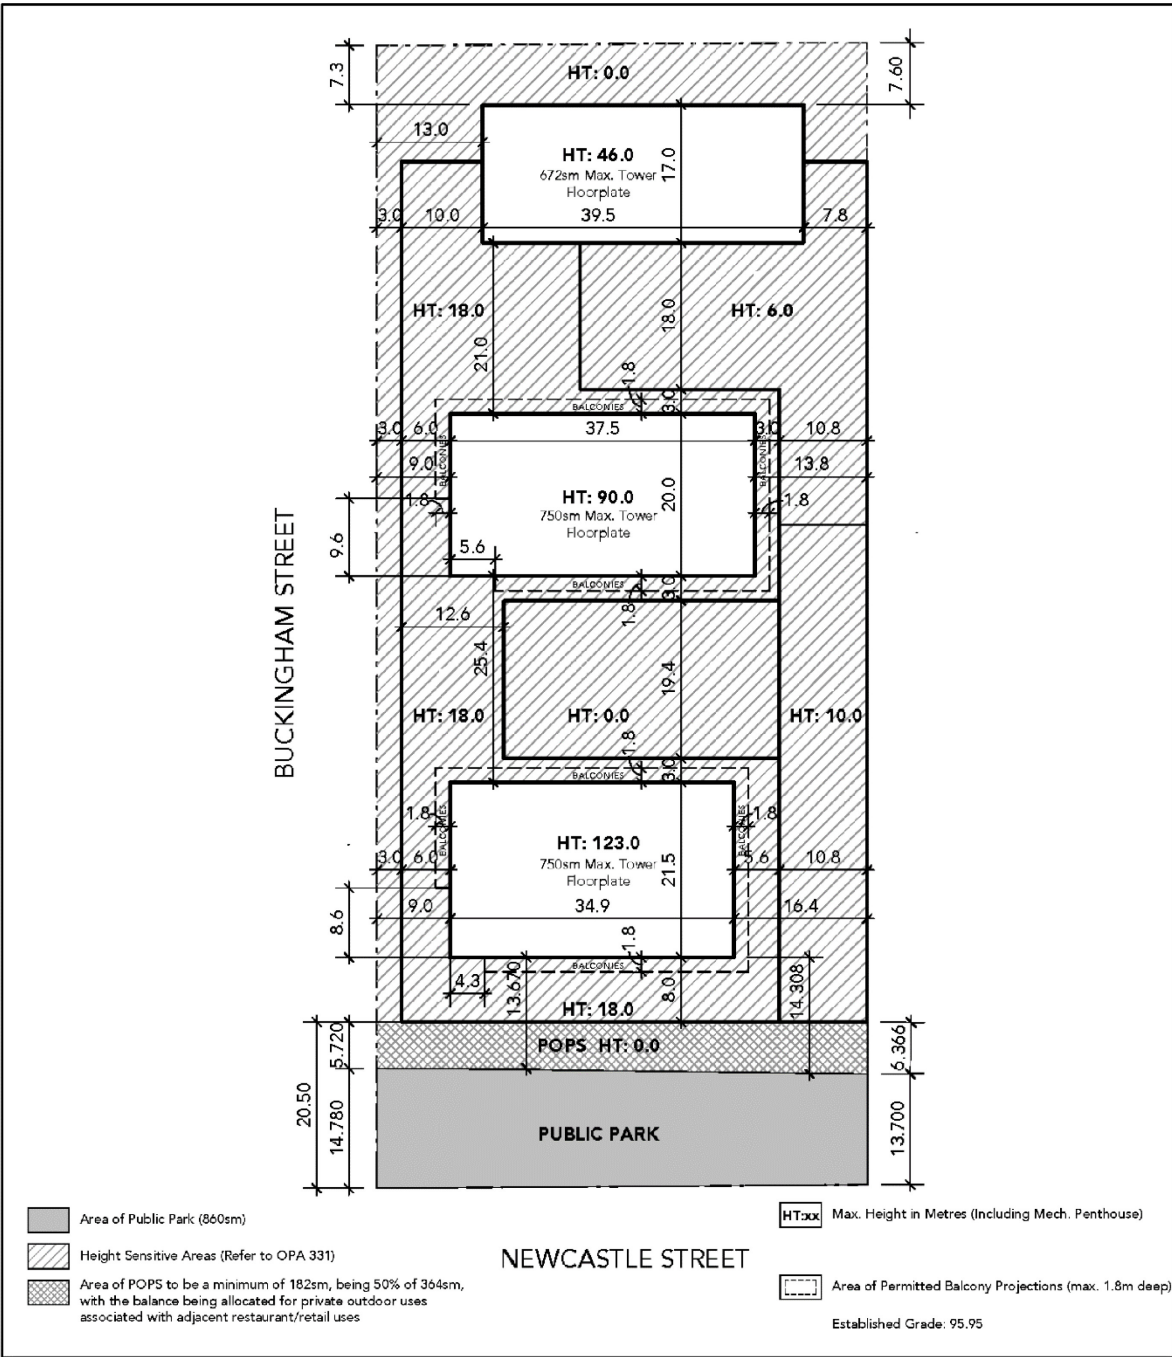 7.3
HT: 0.0
7.60
13.0
HT: 46.0
672sm Max. Tower
Floorplate
17.0
3.0
10.0
39.5
7.8
HT: 18.0
HT: 6.0
21.0
18.0
1.8
3.0
BALCONIES
3.0
6.0
37.5
3.0
10.8
9.0
BALCONIES
BALCONIES
13.8
HT: 90.0
750sm Max. Tower
Floorplate
20.0
1.8
1.8
9.6
5.6
BALCONIES
3.0
1.8
BUCKINGHAM STREET
12.6
25.4
19.4
HT: 18.0
HT: 0.0
HT: 10.0
1.8
3.0
BALCONIES
1.8
BALCONIES
BALCONIES
1.8
HT: 123.0
750sm Max. Tower
Floorplate
21.5
3.0
6.0
5.6
10.8
8.6
9.0
34.9
16.4
1.8
BALCONIES
4.3
13.670
8.0
14.308
HT: 18.0
5.720
POPS HT: 0.0
6.366
20.50
14.780
PUBLIC PARK
13.700
Area of Public Park (860sm)
Height Sensitive Areas (Refer to OPA 331)
Area of POPS to be a minimum of 182sm, being 50% of 364sm,
with the balance being allocated for private outdoor uses
associated with adjacent restaurant/retail uses
NEWCASTLE STREET
HT:xx Max. Height in Metres (Including Mech. Penthouse)
Area of Permitted Balcony Projections (max. 1.8m deep)
Established Grade: 95.95